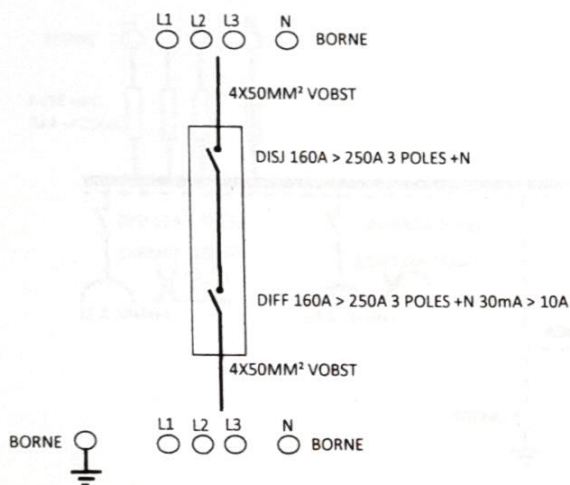 L1 L2 L3 N
BORNE
4X50MM² VOBST
DISJ 160A > 250A 3 POLES +N
DIFF 160A > 250A 3 POLES +N 30mA > 10A
4X50MM² VOBST
L1 L2 L3 N
BORNE BORNE